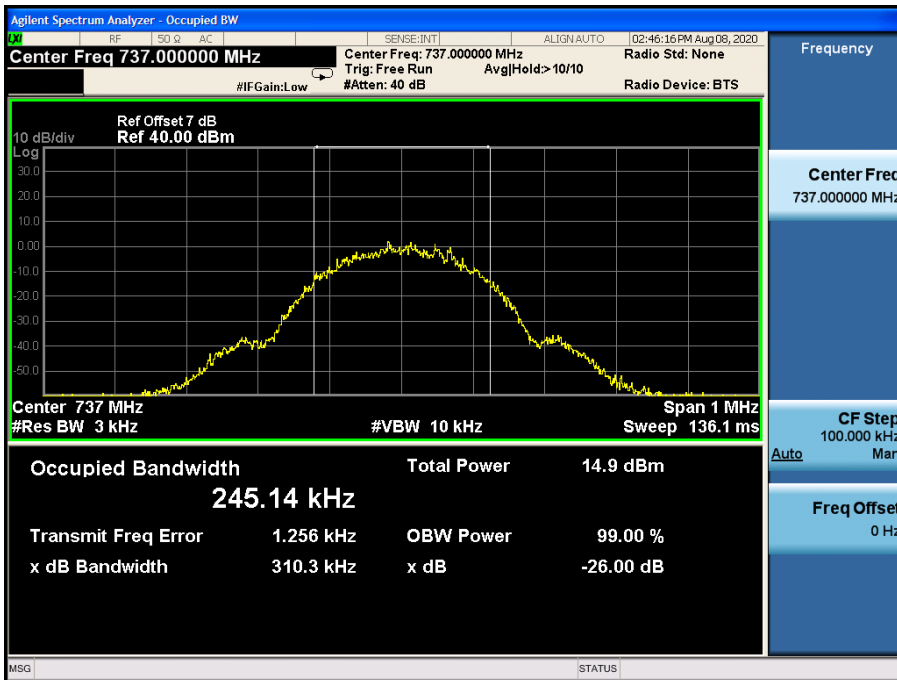 Agilent Spectrum Analyzer - Occupied BW
LXI RF 50 Ω AC SENSE:INT ALIGN AUTO 02:46:16 PM Aug 08, 2020
Center Freq 737.000000 MHz
Center Freq: 737.000000 MHz
Radio Std: None
Trig: Free Run Avg|Hold:> 10/10
#IFGain:Low
#Atten: 40 dB
Radio Device: BTS
Frequency
Ref Offset 7 dB
10 dB/div Ref 40.00 dBm
Log
30.0
20.0
10.0
0.00
-10.0
-20.0
-30.0
-40.0
-50.0
Center 737 MHz
Span 1 MHz
#Res BW 3 kHz
#VBW 10 kHz
Sweep 136.1 ms
Center Freq
737.000000 MHz
CF Step
100.000 kHz
Auto Man
Freq Offset
0 Hz
Occupied Bandwidth
245.14 kHz
Total Power 14.9 dBm
Transmit Freq Error 1.256 kHz
OBW Power 99.00 %
x dB Bandwidth 310.3 kHz
x dB -26.00 dB
MSG
STATUS